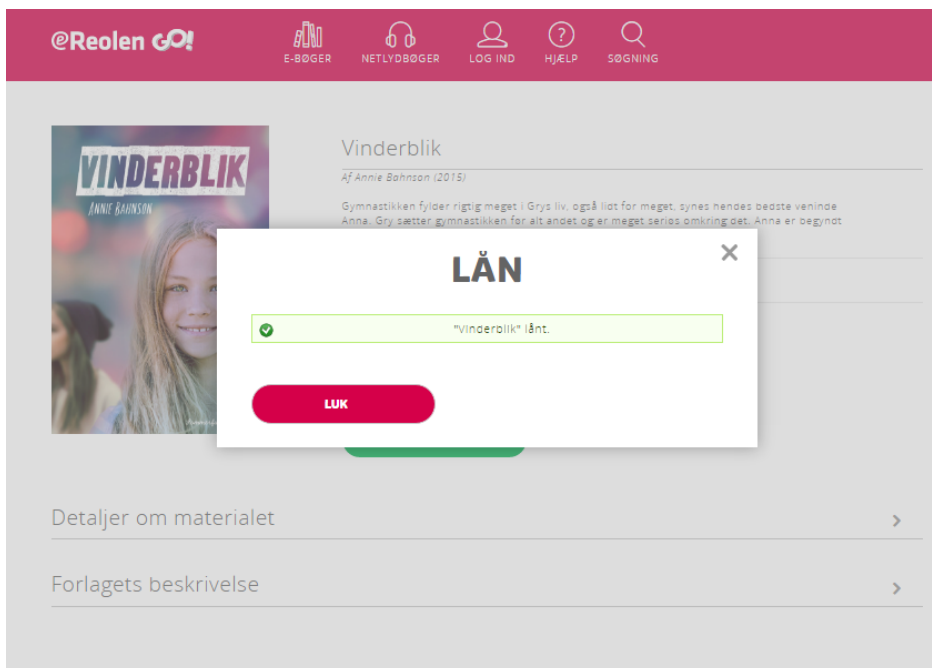 eReolen GO!
E-BØGER
NETLYDBØGER
LOG IND
HJÆLP
SØGNING
VINDERBLIK
ANNIE BAHNSON
Vinderblik
Af Annie Bahnson (2015)
Gymnastikken fylder rigtig meget i Grys liv, også lidt for meget, synes hendes bedste veninde
Anna. Gry sætter gymnastikken før alt andet og er meget seriøs omkring det. Anna er begyndt
LÅN
"Vinderblik" lånt.
LUK
Detaljer om materialet
Forlagets beskrivelse